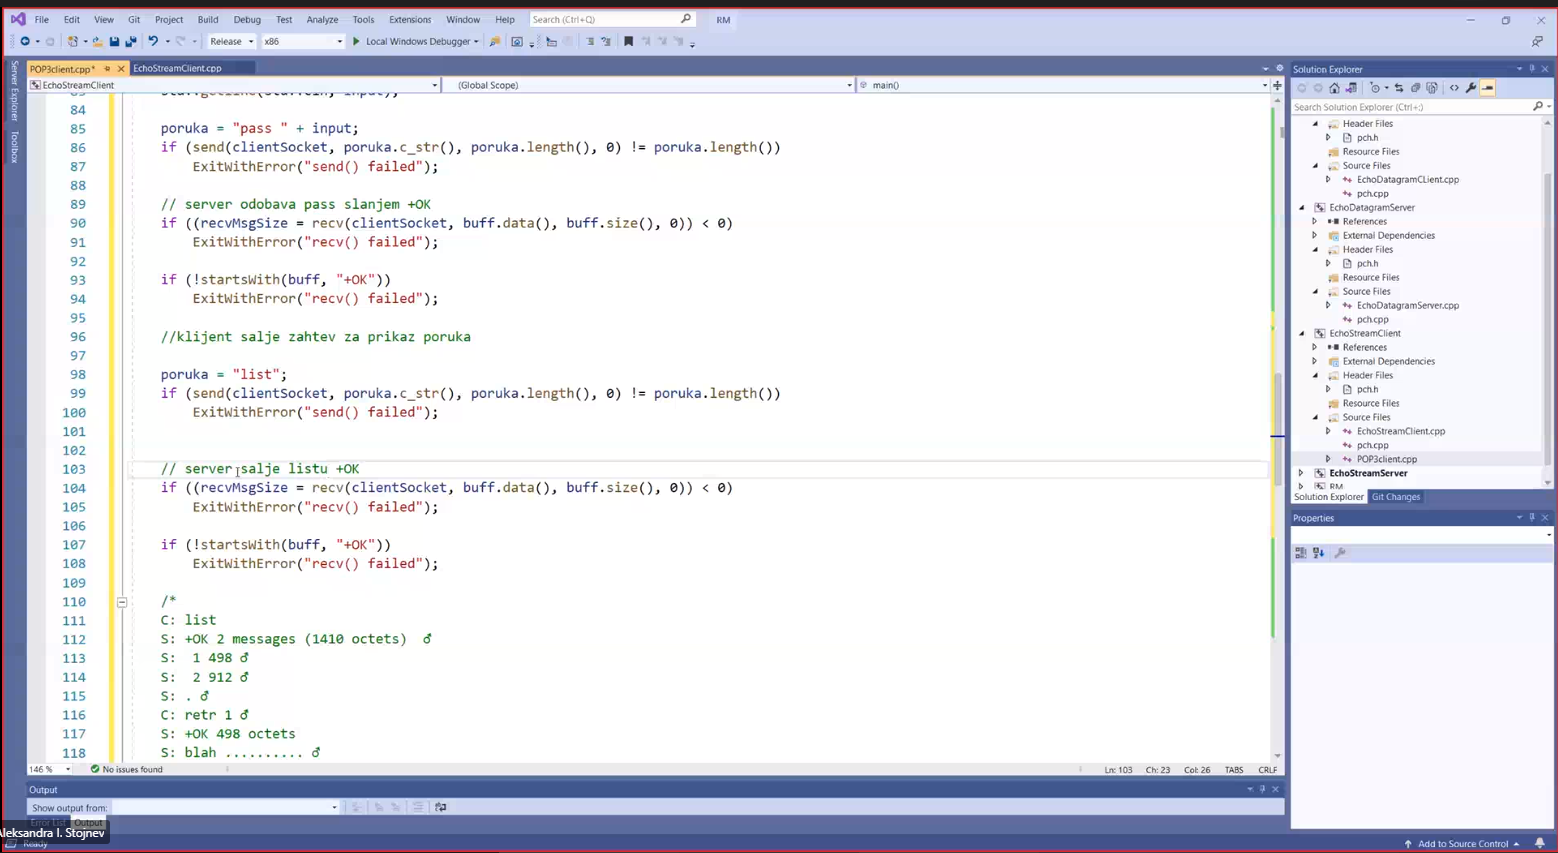 File Edit View Git Project Build Debug Test Analyze Tools Extensions Window Help Search (Ctrl+Q) RM
Release x86 Local Windows Debugger
POP3client.cpp* EchoStreamClient.cpp
EchoStreamClient (Global Scope) main()
Server Explorer
Toolbox
84
85 poruka = "pass " + input;
86 if (send(clientSocket, poruka.c_str(), poruka.length(), 0) != poruka.length())
87 ExitWithError("send() failed");
88
89 // server odobava pass slanjem +OK
90 if ((recvMsgSize = recv(clientSocket, buff.data(), buff.size(), 0)) < 0)
91 ExitWithError("recv() failed");
92
93 if (!startsWith(buff, "+OK"))
94 ExitWithError("recv() failed");
95
96 //klijent salje zahtev za prikaz poruka
97
98 poruka = "list";
99 if (send(clientSocket, poruka.c_str(), poruka.length(), 0) != poruka.length())
100 ExitWithError("send() failed");
101
102
103 // server salje listu +OK
104 if ((recvMsgSize = recv(clientSocket, buff.data(), buff.size(), 0)) < 0)
105 ExitWithError("recv() failed");
106
107 if (!startsWith(buff, "+OK"))
108 ExitWithError("recv() failed");
109
110 /*
111 C: list
112 S: +OK 2 messages (1410 octets) ♂
113 S: 1 498 ♂
114 S: 2 912 ♂
115 S: . ♂
116 C: retr 1 ♂
117 S: +OK 498 octets
118 S: blah .......... ♂
146 % No issues found Ln: 103 Ch: 23 Col: 26 TABS CRLF
Output
Show output from:
Error List Output
Aleksandra I. Stojnev
Ready
Solution Explorer
Search Solution Explorer (Ctrl+;)
Header Files
pch.h
Resource Files
Source Files
EchoDatagramCLient.cpp
pch.cpp
EchoDatagramServer
References
External Dependencies
Header Files
pch.h
Resource Files
Source Files
EchoDatagramServer.cpp
pch.cpp
EchoStreamClient
References
External Dependencies
Header Files
pch.h
Resource Files
Source Files
EchoStreamClient.cpp
pch.cpp
POP3client.cpp
EchoStreamServer
RM
Solution Explorer Git Changes
Properties
Add to Source Control